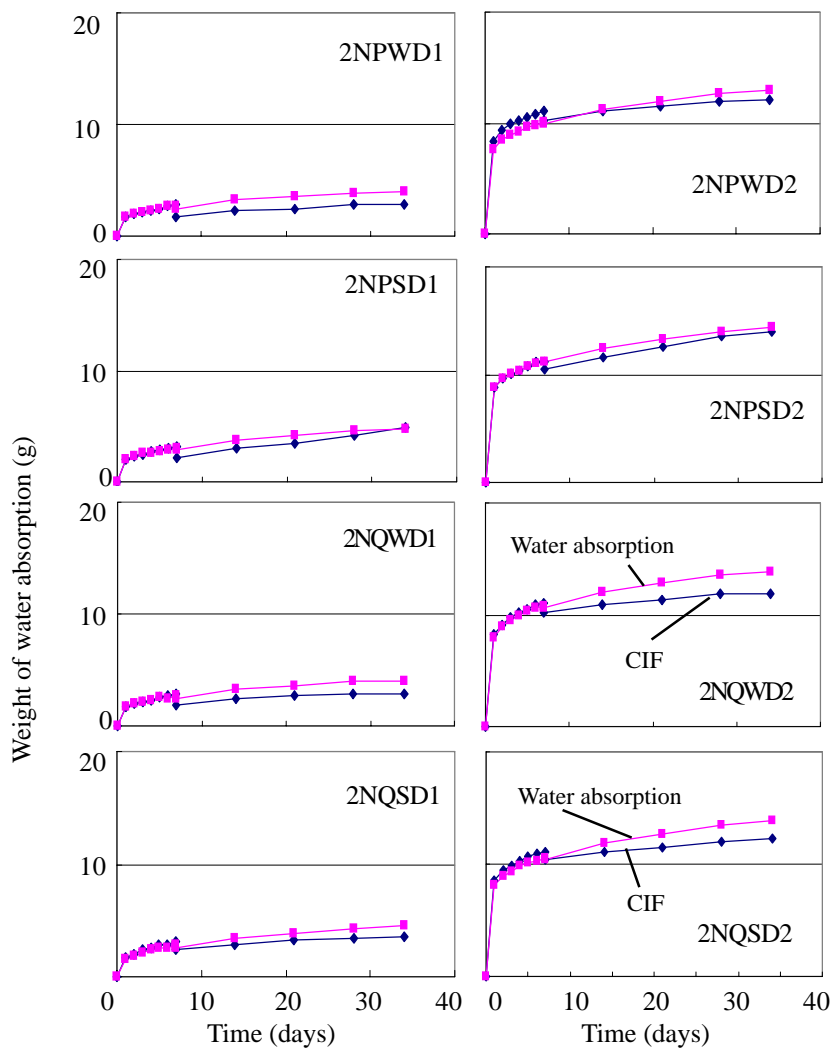 Weight of water absorption (g)
20
2NPWD1
10
0
2NPWD2
20
2NPSD1
10
0
2NPSD2
20
2NQWD1
10
0
Water absorption
CIF
2NQWD2
20
2NQSD1
10
0 10 20 30 40
Time (days)
Water absorption
CIF
2NQSD2
0 10 20 30 40
Time (days)